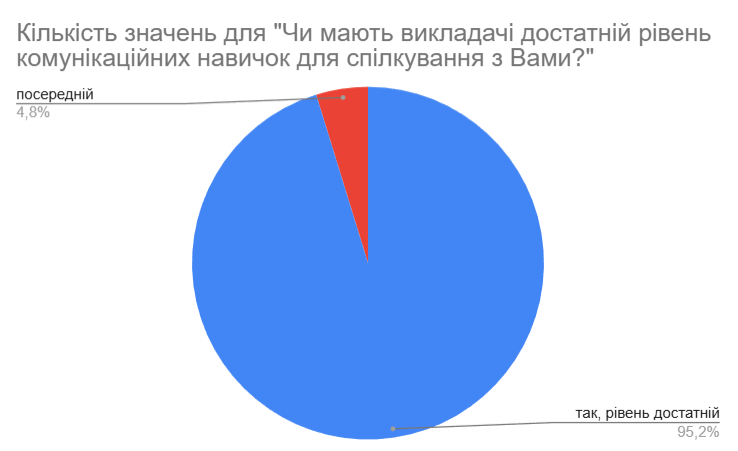 Кількість значень для "Чи мають викладачі достатній рівень
комунікаційних навичок для спілкування з Вами?"
посередній
4,8%
так, рівень достатній
95,2%